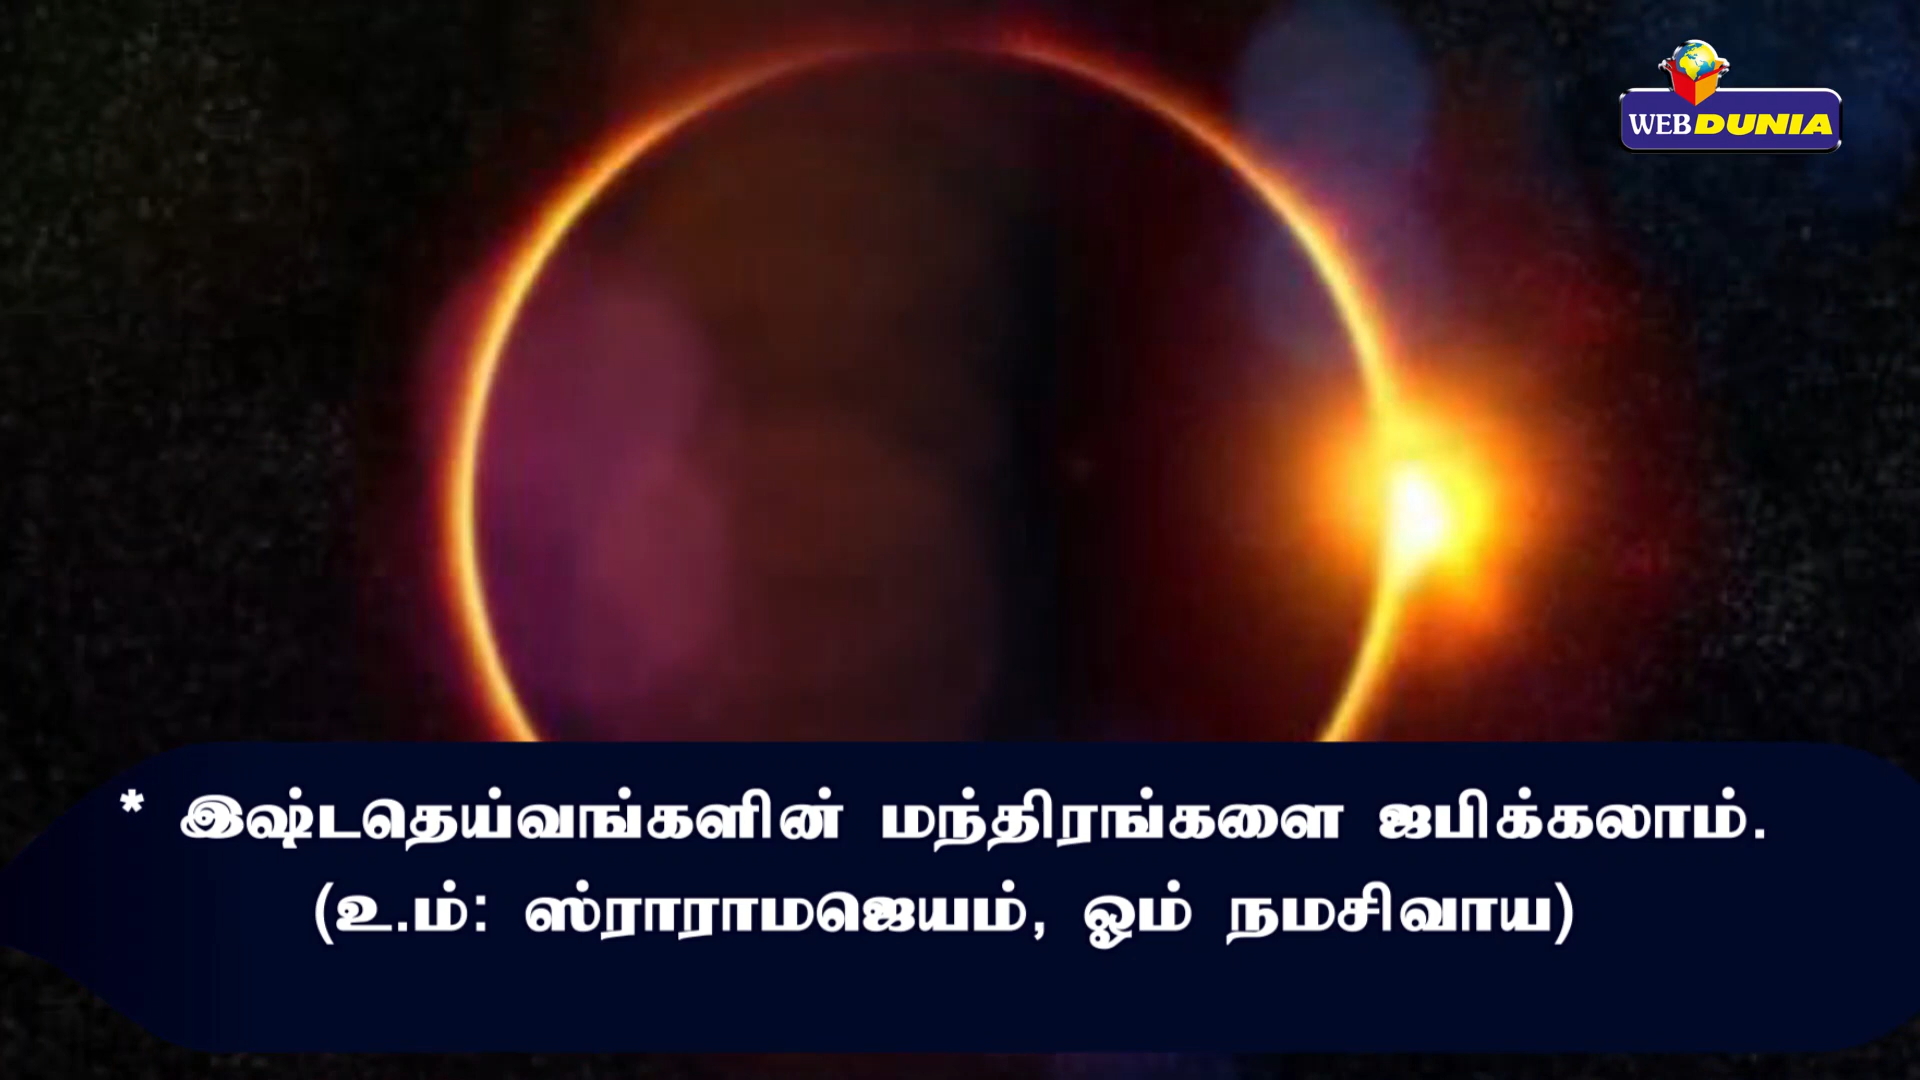 WEBDUNIA
* இஷ்டதெய்வங்களின் மந்திரங்களை ஜபிக்கலாம்.
(உ.ம்: ஸ்ராராமஜெயம், ஓம் நமசிவாய)